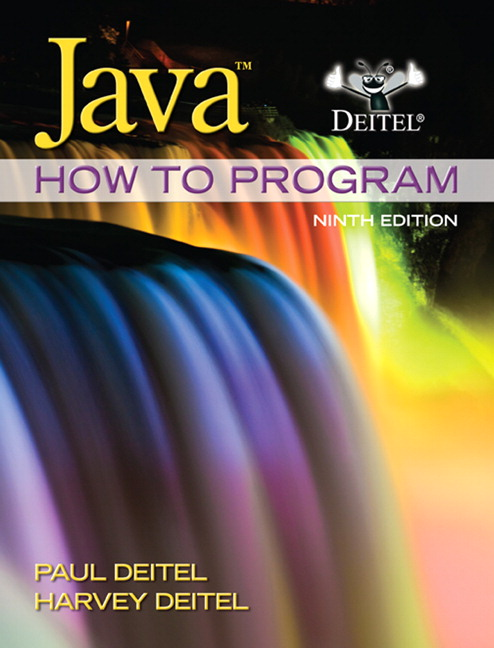 Java™
DEITEL®
HOW TO PROGRAM
NINTH EDITION
PAUL DEITEL
HARVEY DEITEL